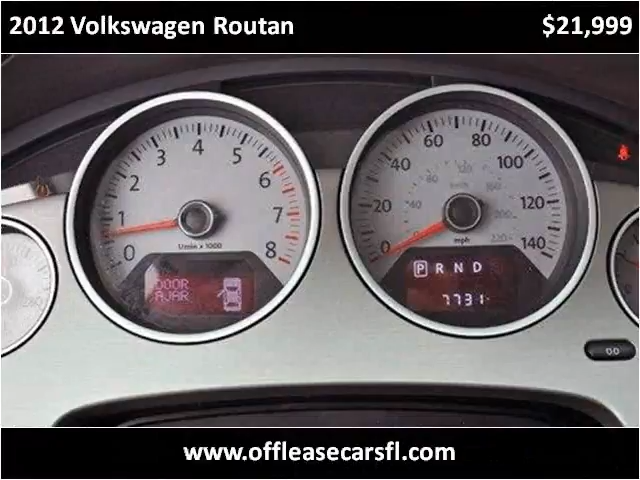 2012 Volkswagen Routan $21,999
0 1 2 3 4 5 6 7 8
U/min x 1000
DOOR
AJAR
0 20 40 60 80 100 120 140
mph
P R N D
7731
www.offleasecarsfl.com